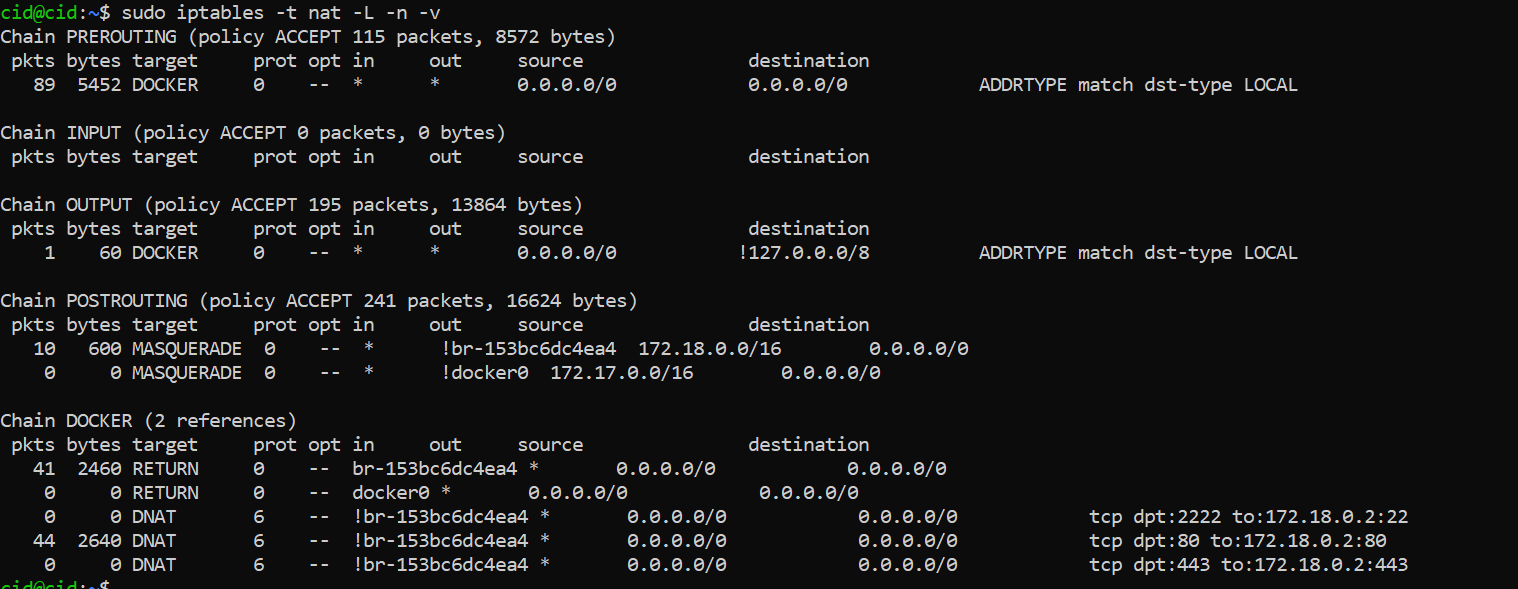 cid@cid:~$ sudo iptables -t nat -L -n -v
Chain PREROUTING (policy ACCEPT 115 packets, 8572 bytes)
 pkts bytes target     prot opt in     out     source               destination
   89  5452 DOCKER     0    --  *      *       0.0.0.0/0            0.0.0.0/0            ADDRTYPE match dst-type LOCAL

Chain INPUT (policy ACCEPT 0 packets, 0 bytes)
 pkts bytes target     prot opt in     out     source               destination

Chain OUTPUT (policy ACCEPT 195 packets, 13864 bytes)
 pkts bytes target     prot opt in     out     source               destination
    1    60 DOCKER     0    --  *      *       0.0.0.0/0           !127.0.0.0/8          ADDRTYPE match dst-type LOCAL

Chain POSTROUTING (policy ACCEPT 241 packets, 16624 bytes)
 pkts bytes target     prot opt in     out     source               destination
   10   600 MASQUERADE  0    --  *      !br-153bc6dc4ea4  172.18.0.0/16        0.0.0.0/0
    0     0 MASQUERADE  0    --  *      !docker0  172.17.0.0/16        0.0.0.0/0

Chain DOCKER (2 references)
 pkts bytes target     prot opt in     out     source               destination
   41  2460 RETURN     0    --  br-153bc6dc4ea4 *       0.0.0.0/0            0.0.0.0/0
    0     0 RETURN     0    --  docker0 *       0.0.0.0/0            0.0.0.0/0
    0     0 DNAT       6    --  !br-153bc6dc4ea4 *       0.0.0.0/0            0.0.0.0/0            tcp dpt:2222 to:172.18.0.2:22
   44  2640 DNAT       6    --  !br-153bc6dc4ea4 *       0.0.0.0/0            0.0.0.0/0            tcp dpt:80 to:172.18.0.2:80
    0     0 DNAT       6    --  !br-153bc6dc4ea4 *       0.0.0.0/0            0.0.0.0/0            tcp dpt:443 to:172.18.0.2:443
cid@cid:~$